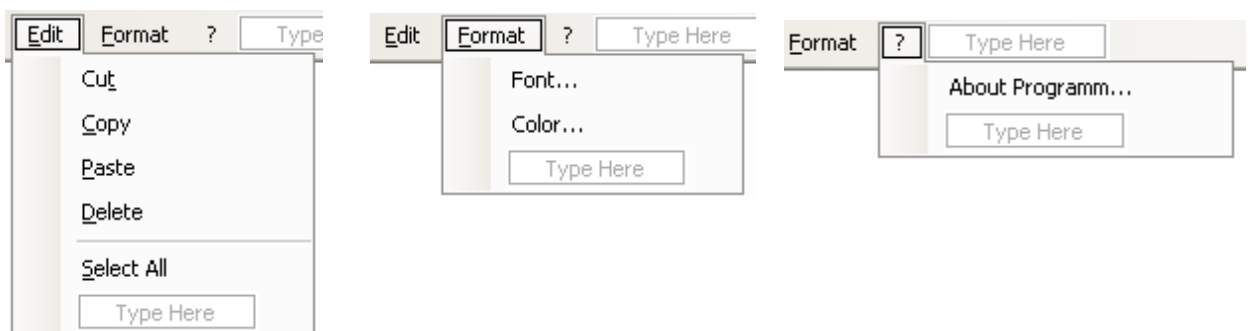 Edit Format ? Type
Cut
Copy
Paste
Delete
Select All
Type Here
Edit Format ? Type Here
Font...
Color...
Type Here
Format ? Type Here
About Programm...
Type Here